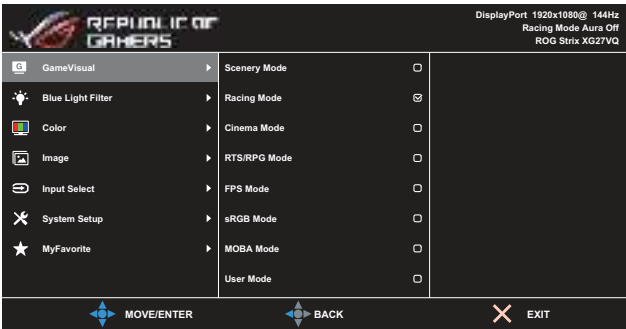 REPUBLIC OF
GAMERS
DisplayPort 1920x1080@ 144Hz
Racing Mode Aura Off
ROG Strix XG27VQ
G GameVisual
Blue Light Filter
Color
Image
Input Select
System Setup
MyFavorite
Scenery Mode
Racing Mode
Cinema Mode
RTS/RPG Mode
FPS Mode
sRGB Mode
MOBA Mode
User Mode
MOVE/ENTER
BACK
EXIT